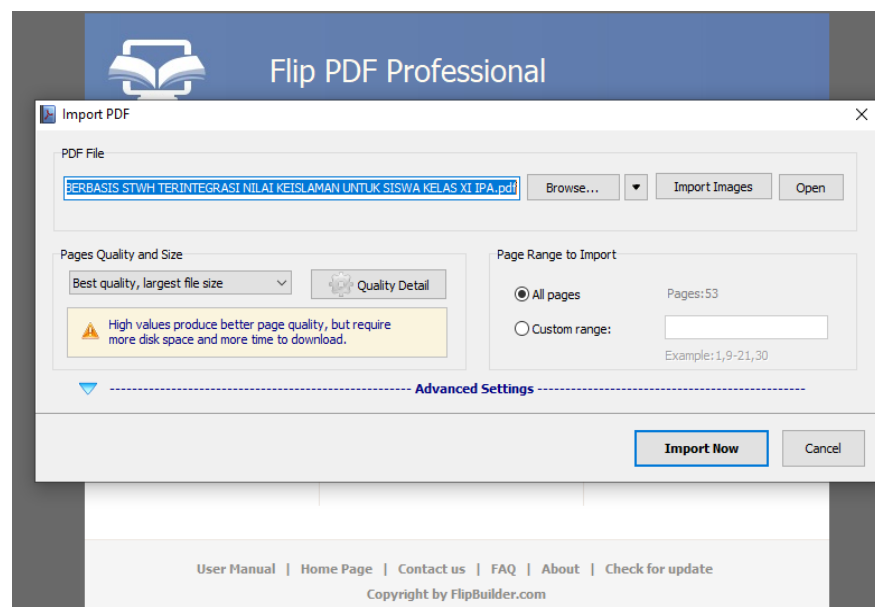 Flip PDF Professional
Import PDF
PDF File
BERBASIS STWH TERINTEGRASI NILAI KEISLAMAN UNTUK SISWA KELAS XI IPA.pdf
Browse...
Import Images
Open
Pages Quality and Size
Best quality, largest file size
Quality Detail
High values produce better page quality, but require
more disk space and more time to download.
Page Range to Import
All pages
Pages:53
Custom range:
Example:1,9-21,30
Advanced Settings
Import Now
Cancel
User Manual | Home Page | Contact us | FAQ | About | Check for update
Copyright by FlipBuilder.com